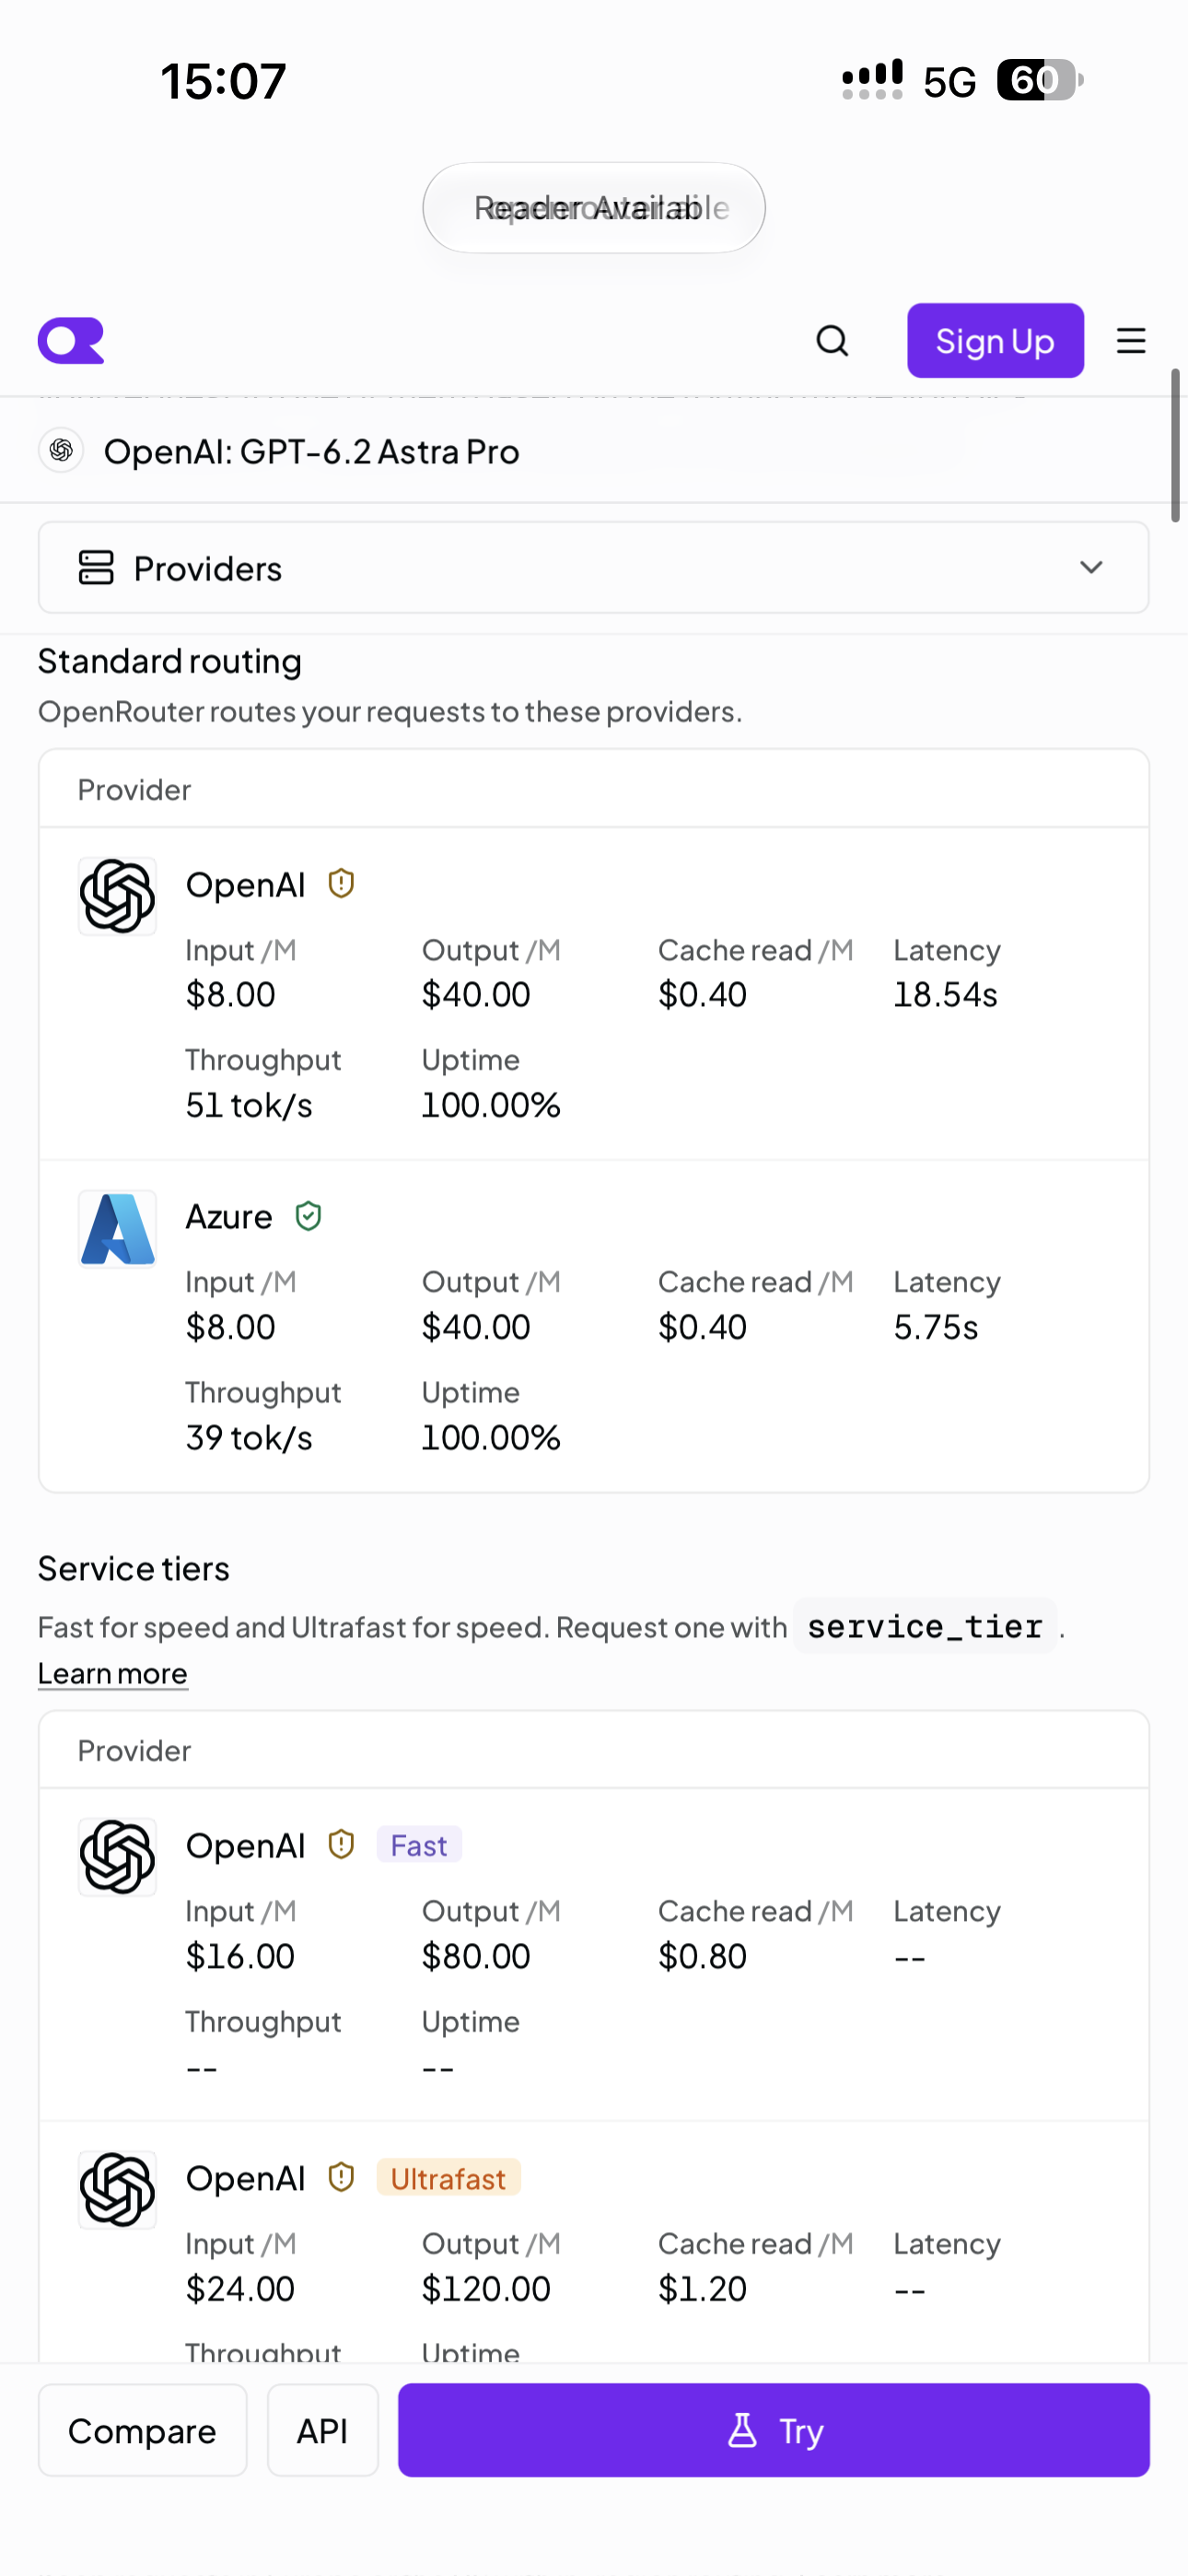 15:07
5G 60
Sign Up
OpenAI: GPT-6.2 Astra Pro
Providers
Standard routing
OpenRouter routes your requests to these providers.
Provider
OpenAI
Input /M Output /M Cache read /M Latency
$8.00 $40.00 $0.40 18.54s
Throughput Uptime
51 tok/s 100.00%
Azure
Input /M Output /M Cache read /M Latency
$8.00 $40.00 $0.40 5.75s
Throughput Uptime
39 tok/s 100.00%
Service tiers
Fast for speed and Ultrafast for speed. Request one with service_tier .
Learn more
Provider
OpenAI Fast
Input /M Output /M Cache read /M Latency
$16.00 $80.00 $0.80 --
Throughput Uptime
-- --
OpenAI Ultrafast
Input /M Output /M Cache read /M Latency
$24.00 $120.00 $1.20 --
Throughput Uptime
Compare API Try